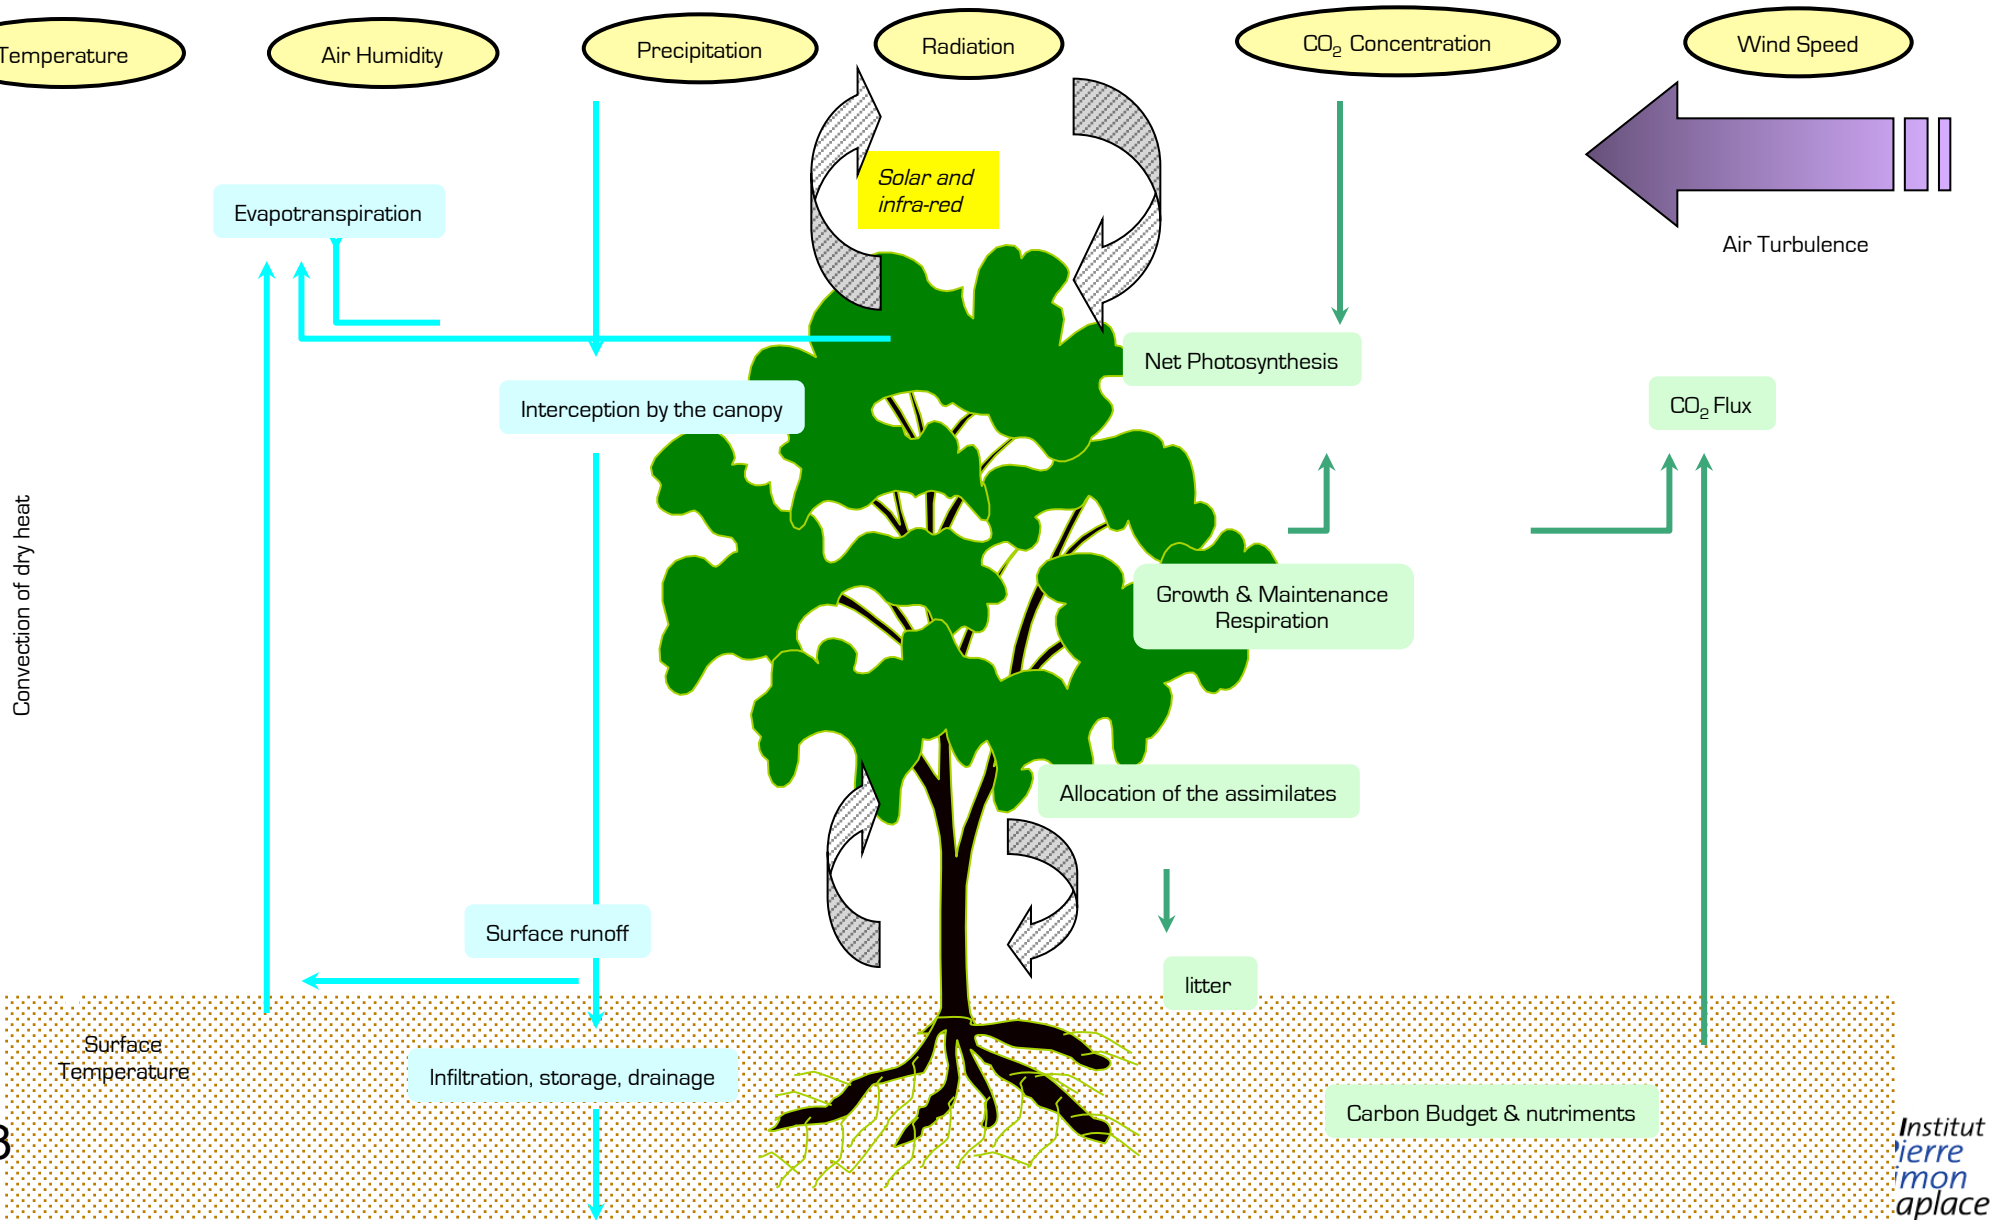 Temperature
Air Humidity
Precipitation
Radiation
CO₂ Concentration
Wind Speed
Solar and
infra-red
Evapotranspiration
Air Turbulence
Net Photosynthesis
CO₂ Flux
Interception by the canopy
Convection of dry heat
Growth & Maintenance
Respiration
Allocation of the assimilates
Surface runoff
litter
Surface
Temperature
Infiltration, storage, drainage
Carbon Budget & nutriments
3
Institut
ierre
imon
aplace